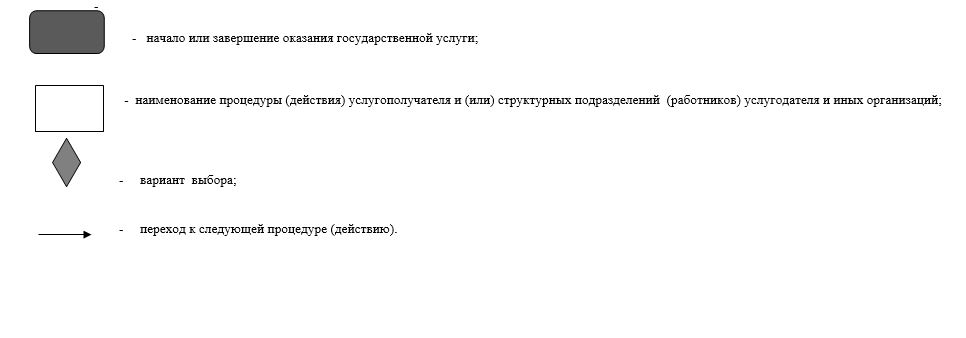 -
- начало или завершение оказания государственной услуги;
- наименование процедуры (действия) услугополучателя и (или) структурных подразделений (работников) услугодателя и иных организаций;
- вариант выбора;
- переход к следующей процедуре (действию).